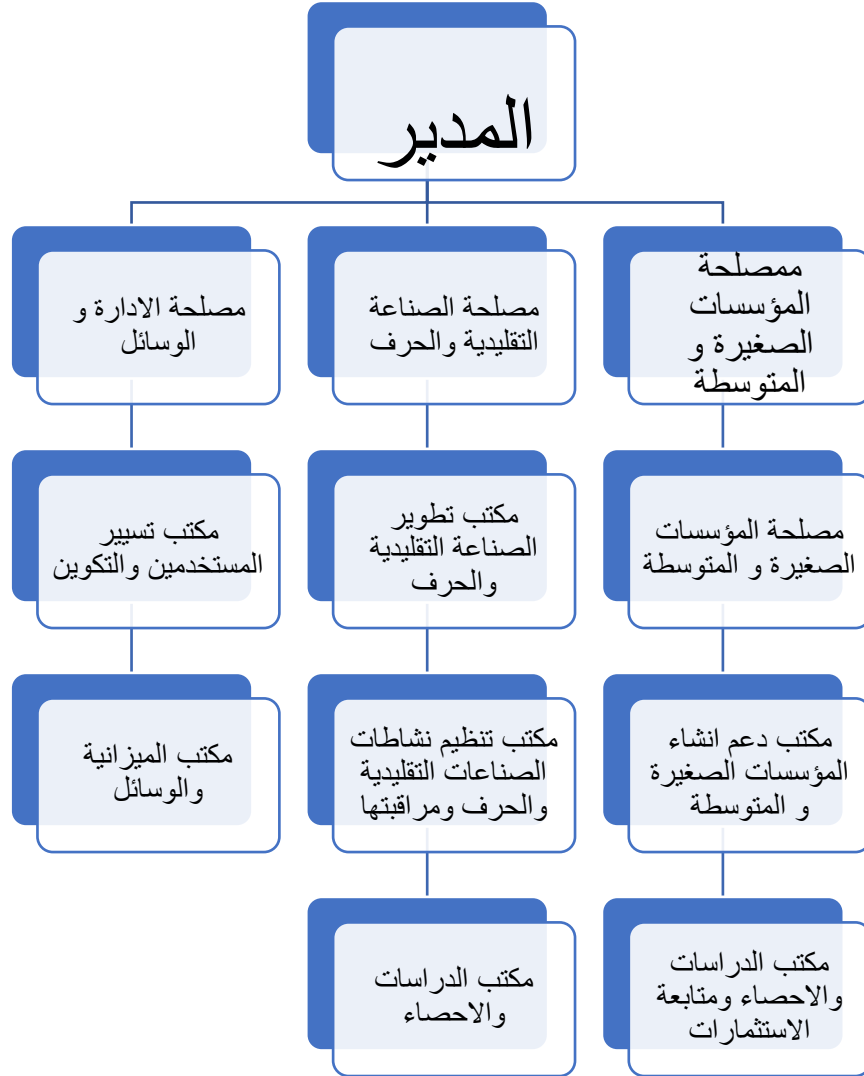 المدير
ممصلحة
المؤسسات
الصغيرة و
المتوسطة
مصلحة الصناعة
التقليدية والحرف
مصلحة الادارة و
الوسائل
مصلحة المؤسسات
الصغيرة و المتوسطة
مكتب تطوير
الصناعة التقليدية
والحرف
مكتب تسيير
المستخدمين والتكوين
مكتب دعم انشاء
المؤسسات الصغيرة
و المتوسطة
مكتب تنظيم نشاطات
الصناعات التقليدية
والحرف ومراقبتها
مكتب الميزانية
والوسائل
مكتب الدراسات
والاحصاء ومتابعة
الاستثمارات
مكتب الدراسات
والاحصاء